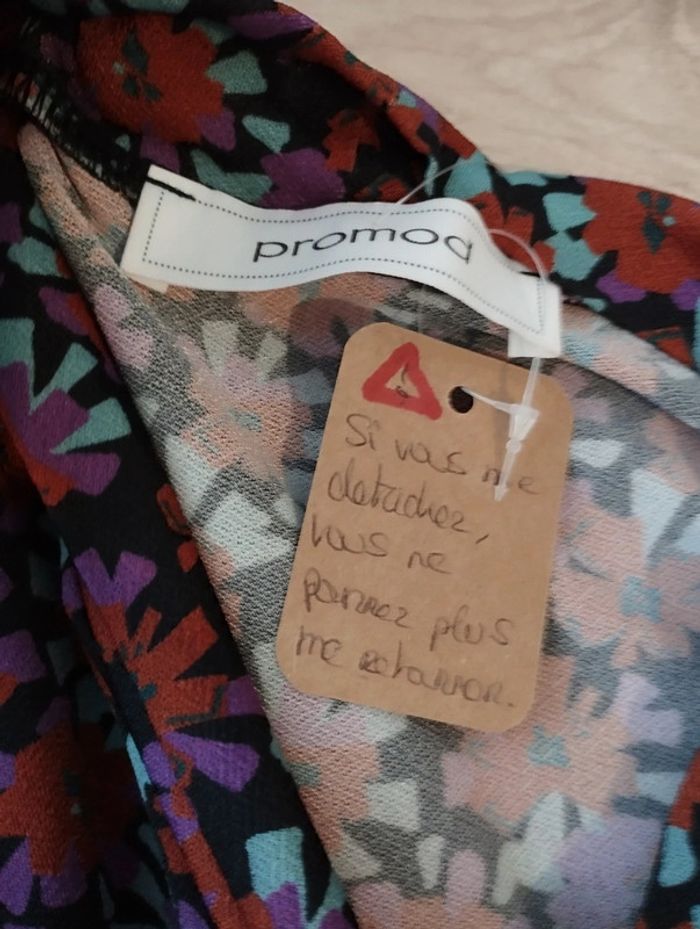 promod
Si vous me
detachez,
vous ne
pourrez plus
me retourner.